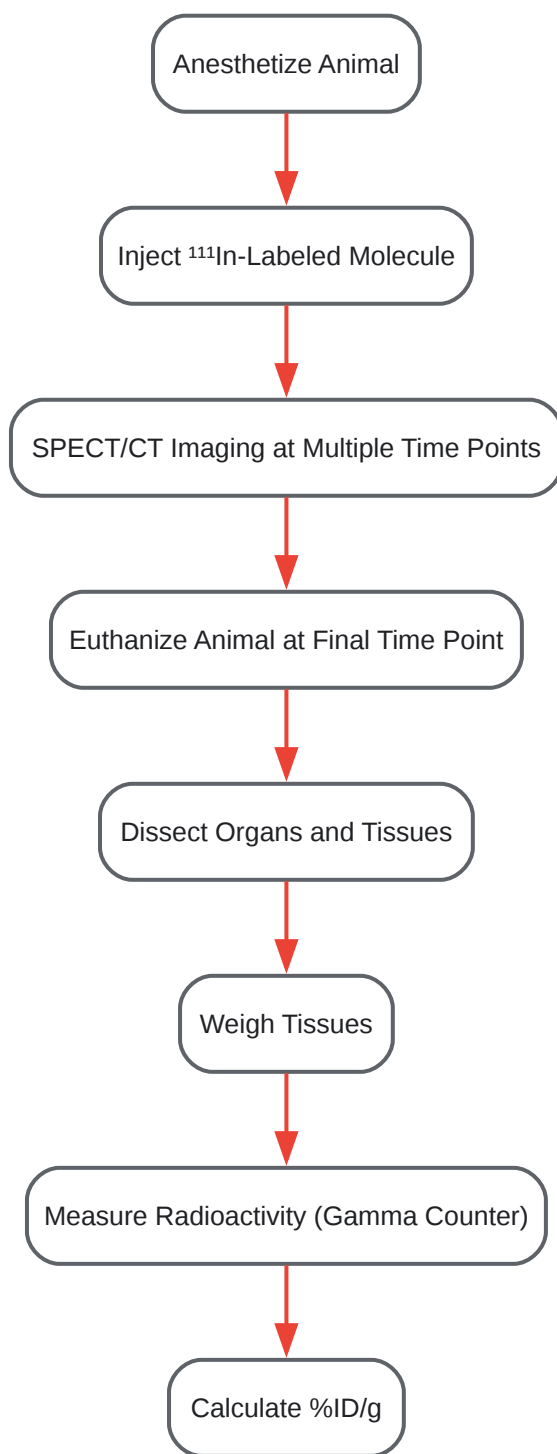 Anesthetize Animal
Inject ¹¹¹In-Labeled Molecule
SPECT/CT Imaging at Multiple Time Points
Euthanize Animal at Final Time Point
Dissect Organs and Tissues
Weigh Tissues
Measure Radioactivity (Gamma Counter)
Calculate %ID/g